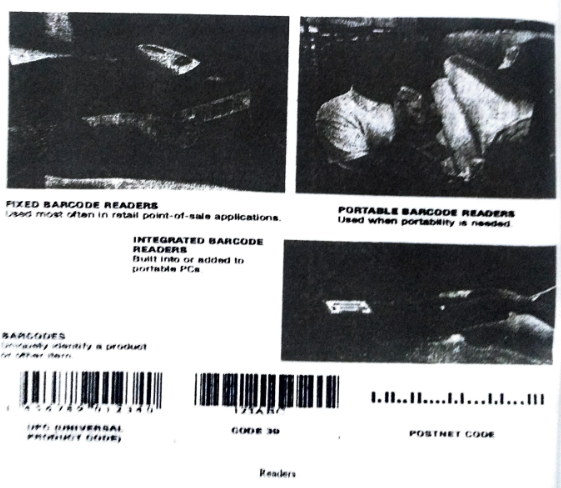 FIXED BARCODE READERS
Used most often in retail point-of-sale applications.
PORTABLE BARCODE READERS
Used when portability is needed.
INTEGRATED BARCODE
READERS
Built into or added to
portable PCs
BARCODES
Uniquely identify a product
or other item.
UPC (UNIVERSAL
PRODUCT CODE)
CODE 39
POSTNET CODE
Readers